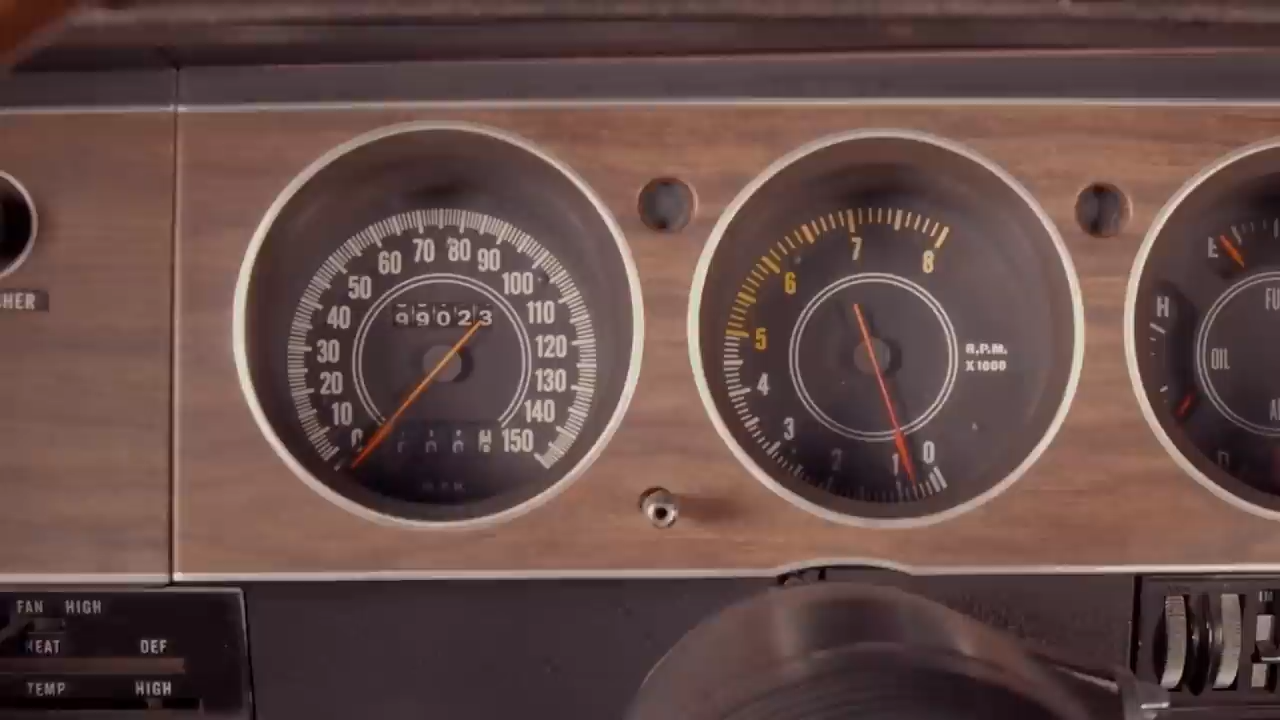 HER
70 80
60 90
50 100
40 110
30 120
20 130
10 140
0 150
99023
7 8
6
5
4
3
2
1 0
R.P.M.
X1000
E
H
OIL
FAN HIGH
HEAT DEF
TEMP HIGH